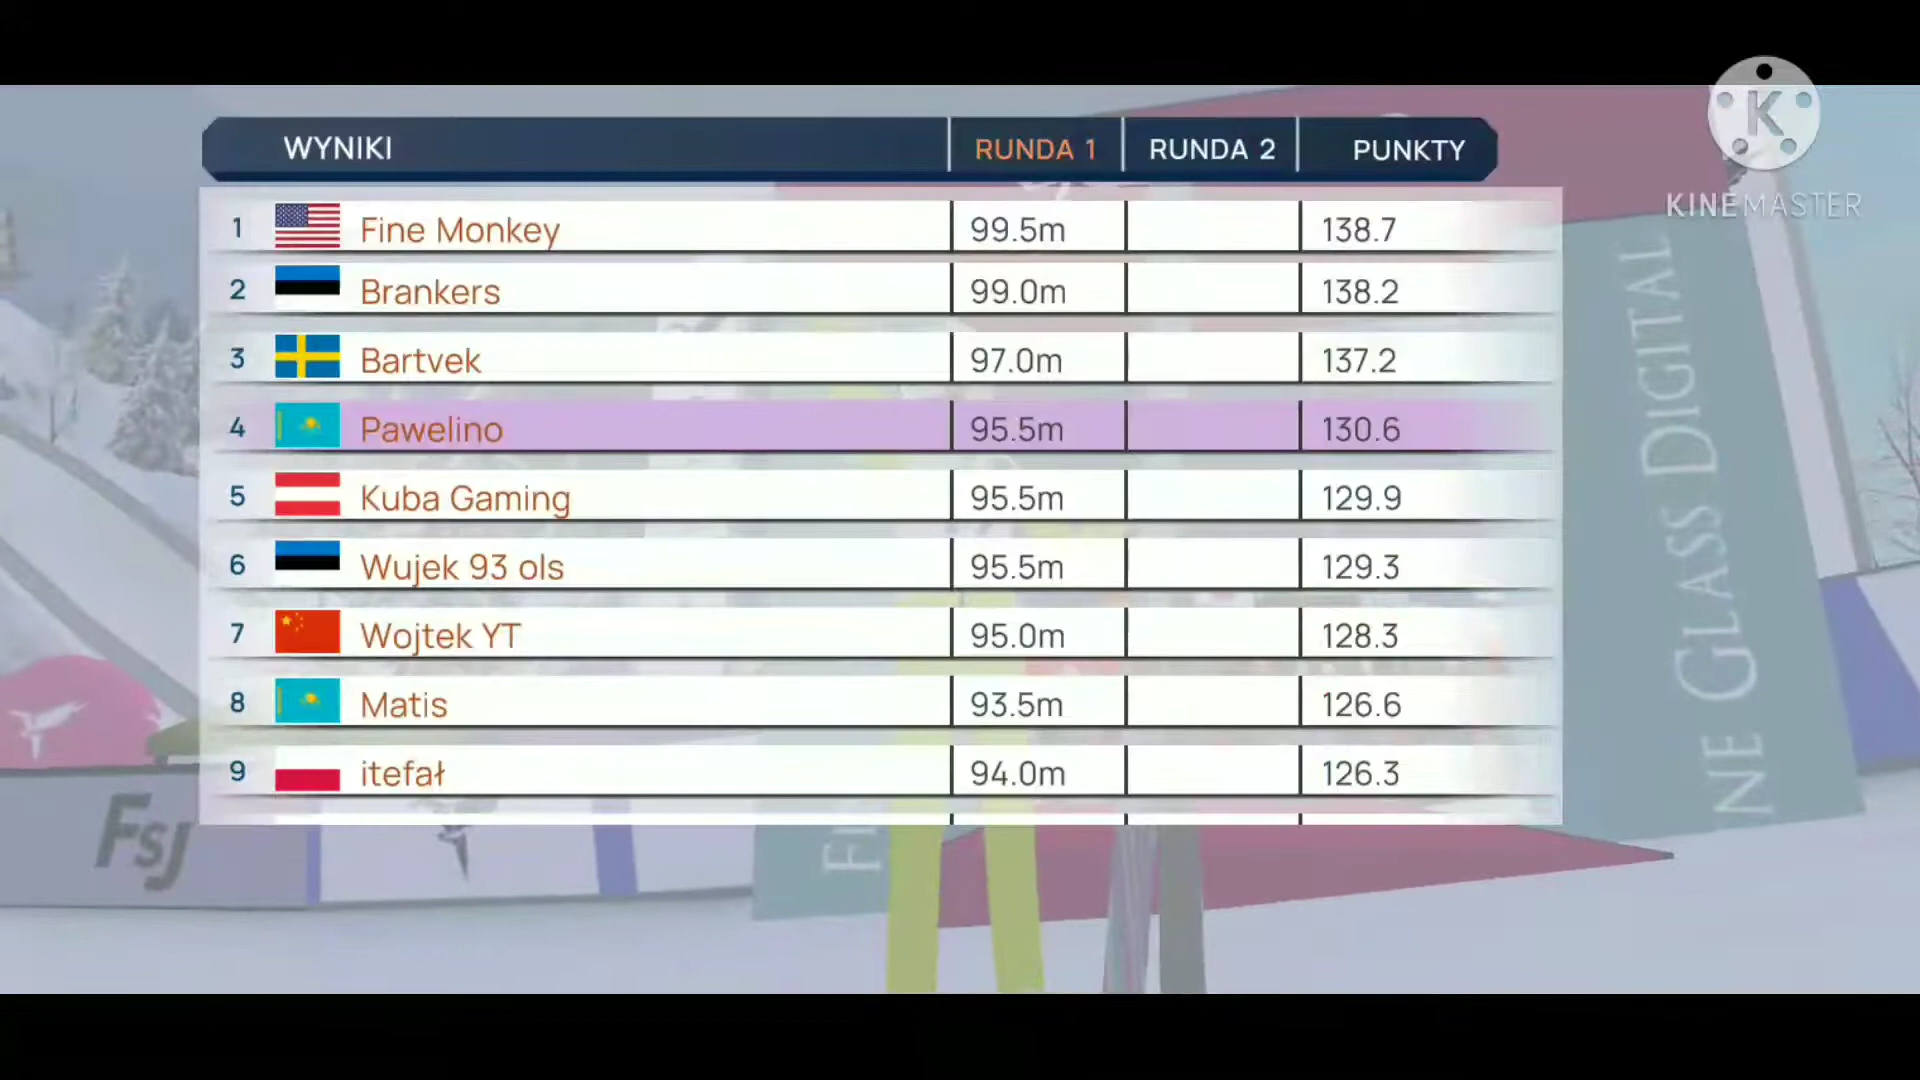 WYNIKI RUNDA 1 RUNDA 2 PUNKTY
1 Fine Monkey 99.5m 138.7
2 Brankers 99.0m 138.2
3 Bartvek 97.0m 137.2
4 Pawelino 95.5m 130.6
5 Kuba Gaming 95.5m 129.9
6 Wujek 93 ols 95.5m 129.3
7 Wojtek YT 95.0m 128.3
8 Matis 93.5m 126.6
9 itefał 94.0m 126.3
K
KINEMASTER
NE GLASS DIGITAL
FSJ
FI